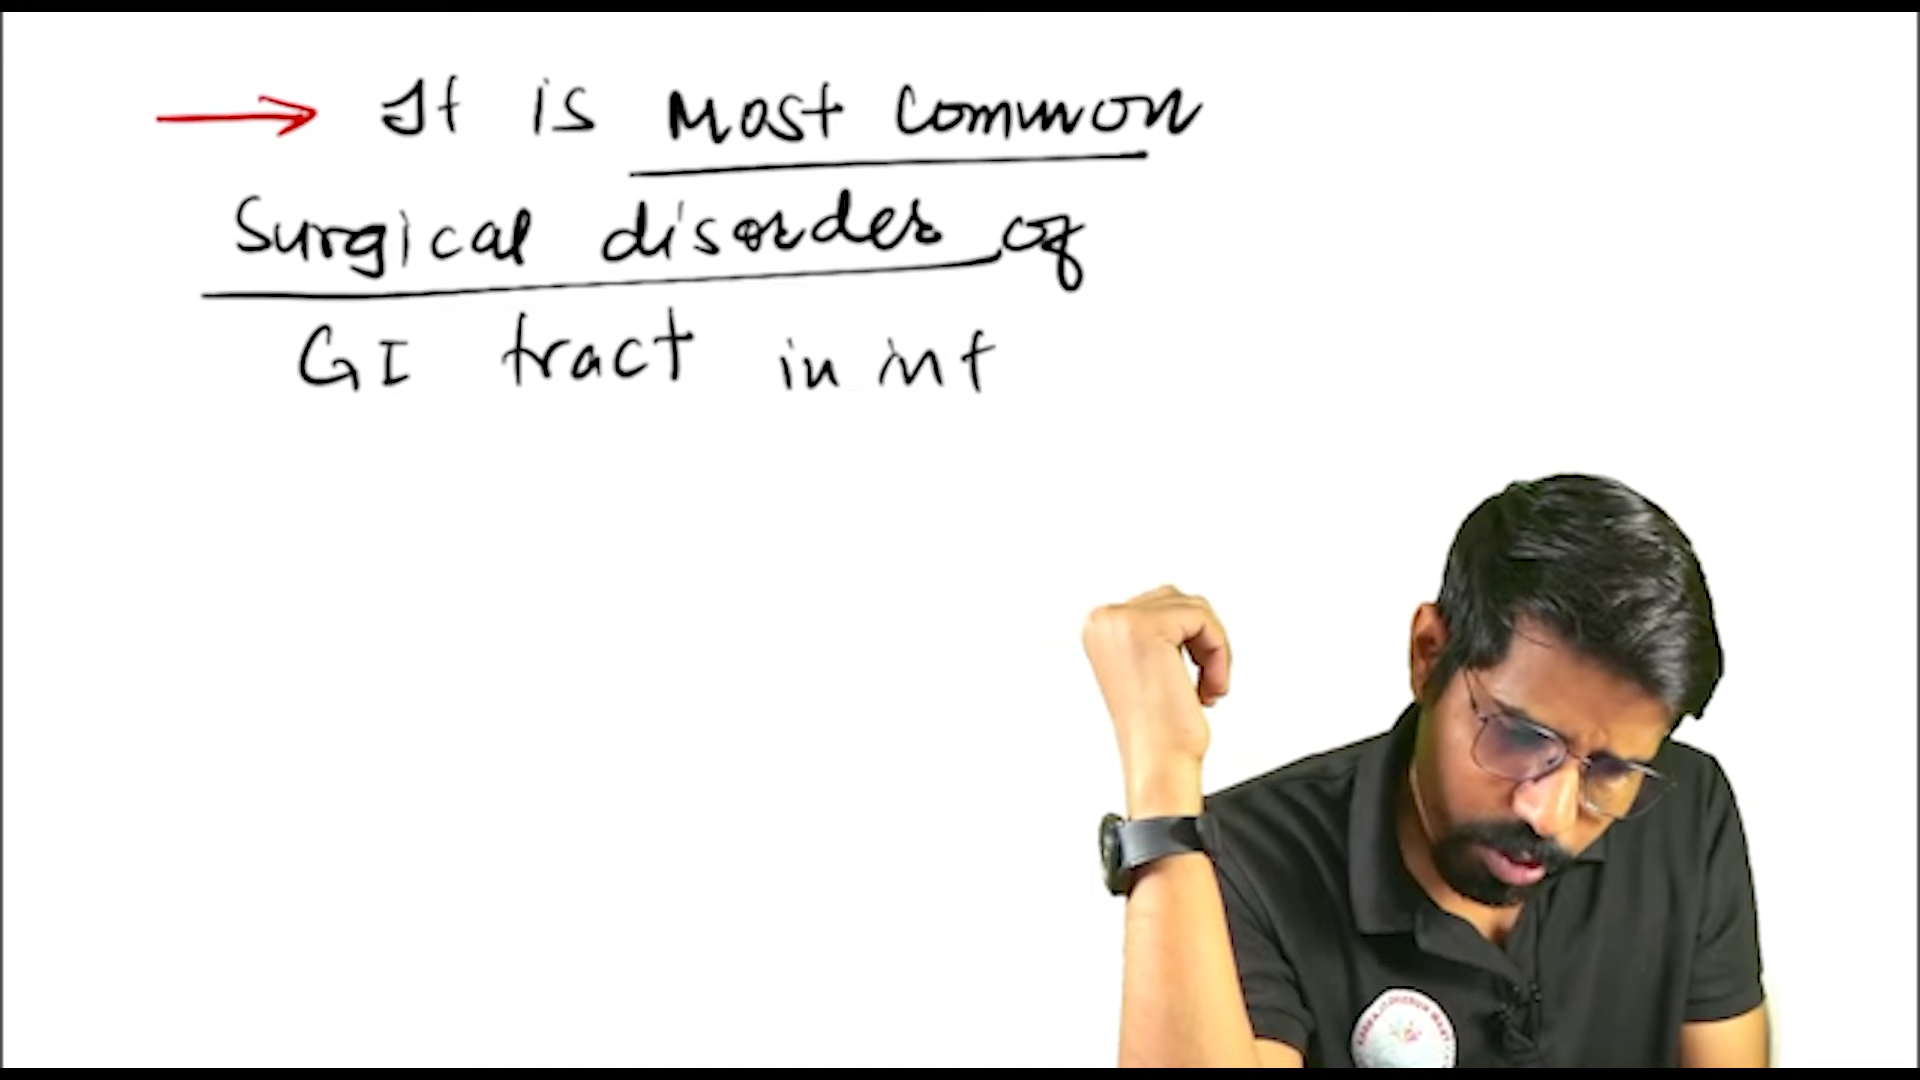 It is Most Common
Surgical disorder of
GI tract in inf